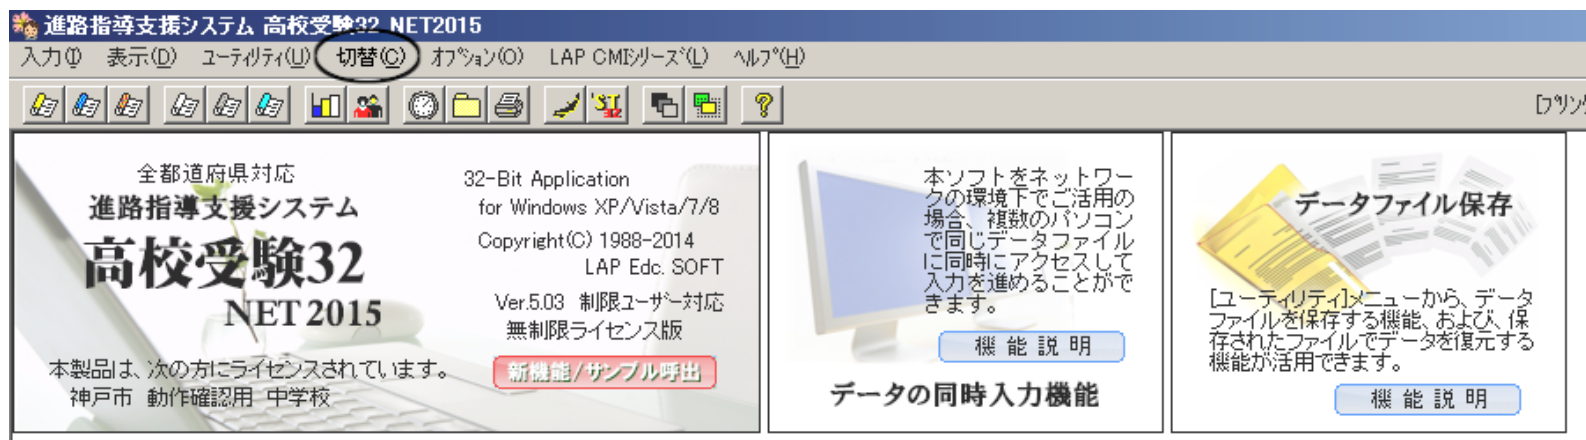 進路指導支援システム 高校受験32 NET2015
入力(I) 表示(D) ユーティリティ(U) 切替(C) オプション(O) LAP CMIシリーズ(L) ヘルプ(H)
全都道府県対応
進路指導支援システム
高校受験32
NET2015
本製品は、次の方にライセンスされています。
神戸市 動作確認用 中学校
32-Bit Application
for Windows XP/Vista/7/8
Copyright(C) 1988-2014
LAP Edc. SOFT
Ver.5.03 制限ユーザー対応
無制限ライセンス版
新機能/サンプル呼出
本ソフトをネットワー
クの環境下でご活用の
場合、複数のパソコン
で同じデータファイル
に同時にアクセスして
入力を進めることがで
きます。
機能説明
データの同時入力機能
データファイル保存
[ユーティリティ]メニューから、データ
ファイルを保存する機能、および、保
存されたファイルでデータを復元する
機能が活用できます。
機能説明